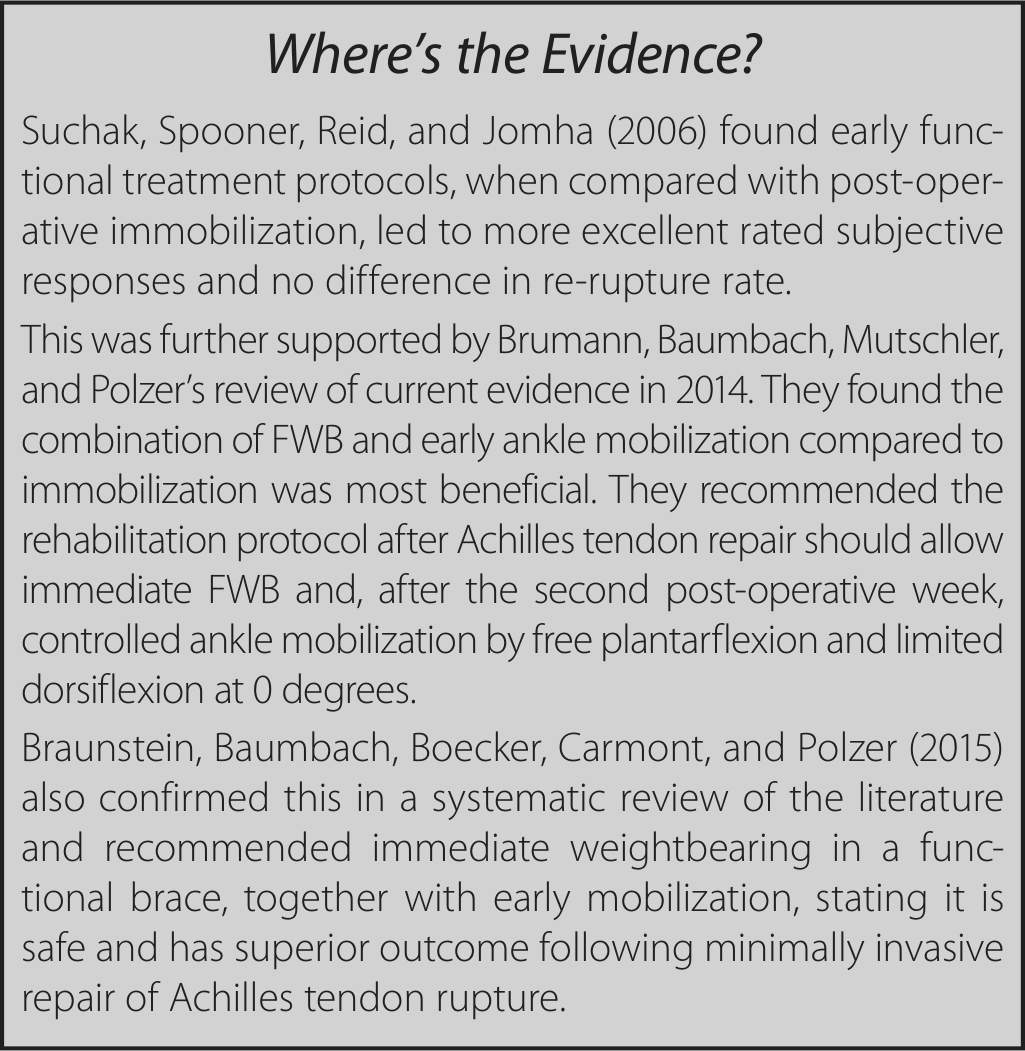 Where's the Evidence?
Suchak, Spooner, Reid, and Jomha (2006) found early func-
tional treatment protocols, when compared with post-oper-
ative immobilization, led to more excellent rated subjective
responses and no difference in re-rupture rate.
This was further supported by Brumann, Baumbach, Mutschler,
and Polzer's review of current evidence in 2014. They found the
combination of FWB and early ankle mobilization compared to
immobilization was most beneficial. They recommended the
rehabilitation protocol after Achilles tendon repair should allow
immediate FWB and, after the second post-operative week,
controlled ankle mobilization by free plantarflexion and limited
dorsiflexion at 0 degrees.
Braunstein, Baumbach, Boecker, Carmont, and Polzer (2015)
also confirmed this in a systematic review of the literature
and recommended immediate weightbearing in a func-
tional brace, together with early mobilization, stating it is
safe and has superior outcome following minimally invasive
repair of Achilles tendon rupture.